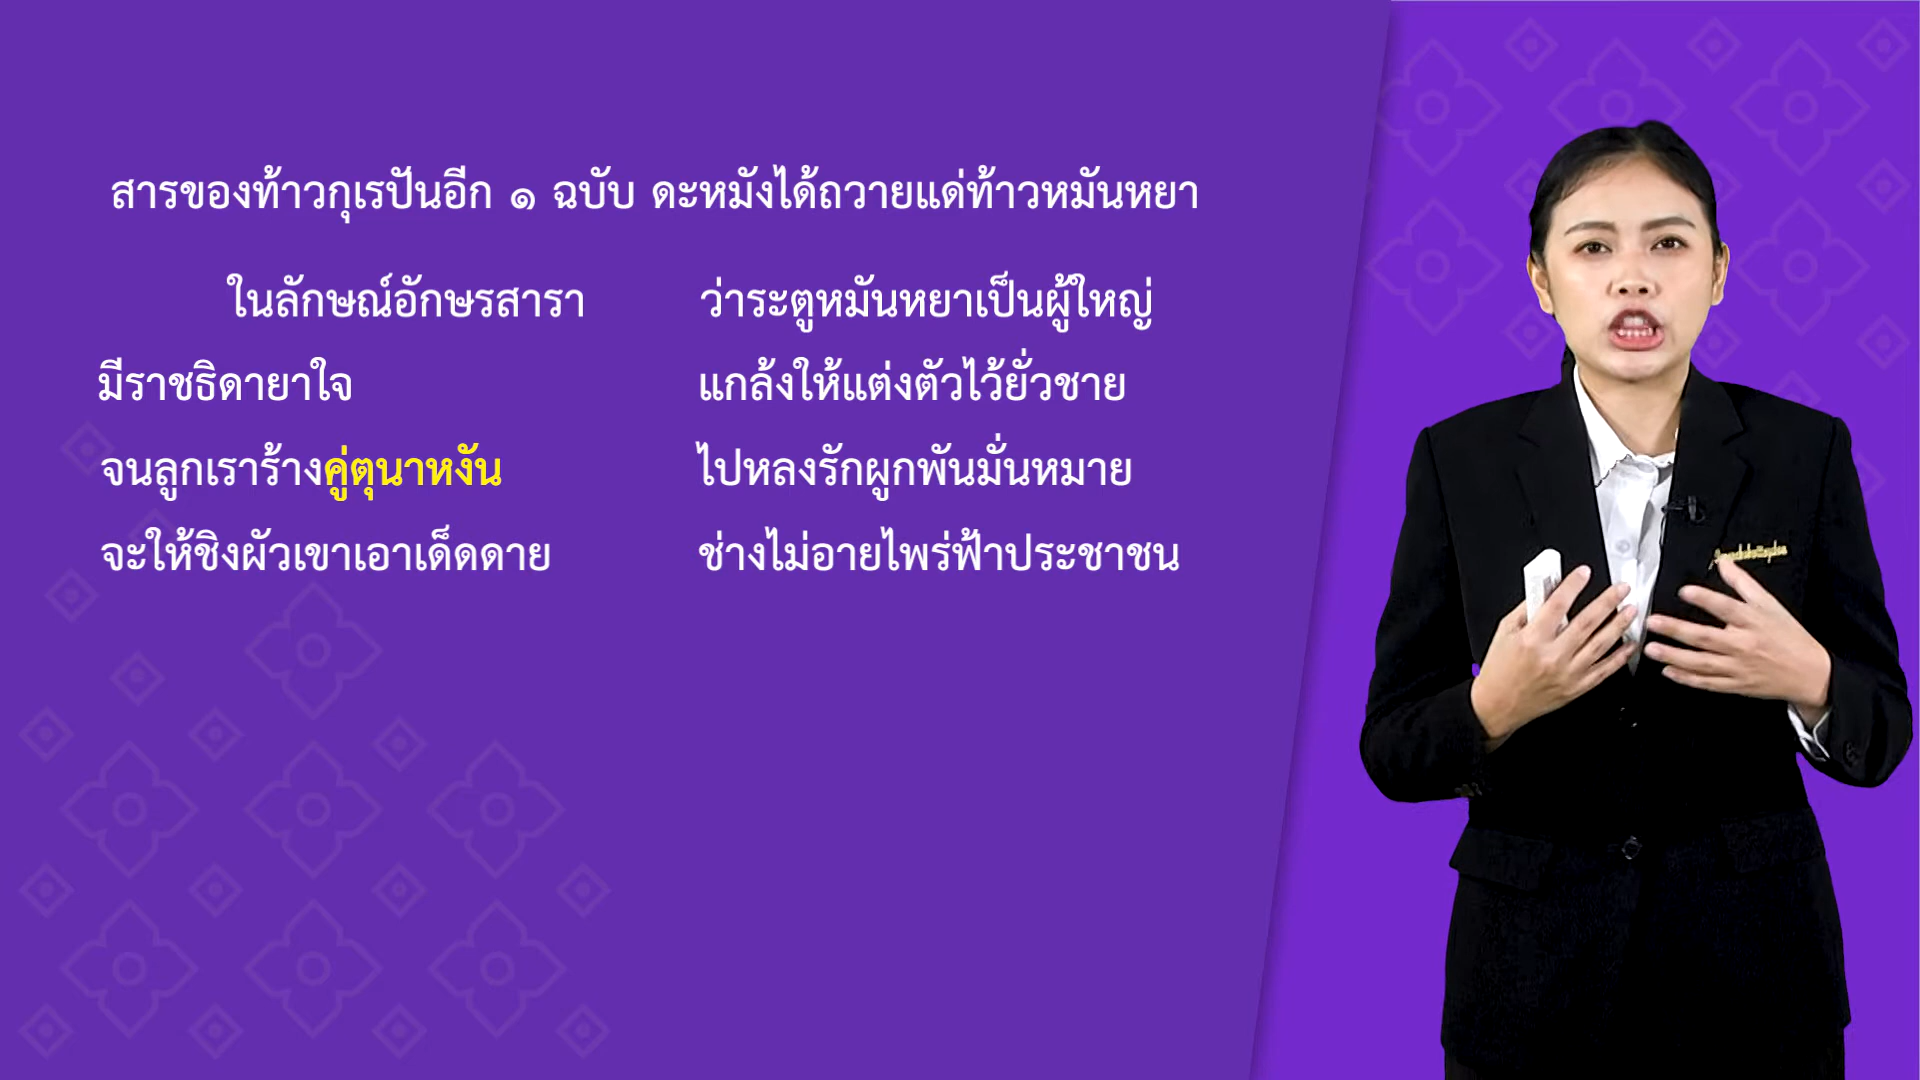 สารของท้าวกุเรปันอีก ๑ ฉบับ ดะหมังได้ถวายแด่ท้าวหมันหยา
ในลักษณ์อักษรสารา ว่าระตูหมันหยาเป็นผู้ใหญ่
มีราชธิดายาใจ แกล้งให้แต่งตัวไว้ยั่วชาย
จนลูกเราร้างคู่ตุนาหงัน ไปหลงรักผูกพันมั่นหมาย
จะให้ชิงผัวเขาเอาเด็ดดาย ช่างไม่อายไพร่ฟ้าประชาชน